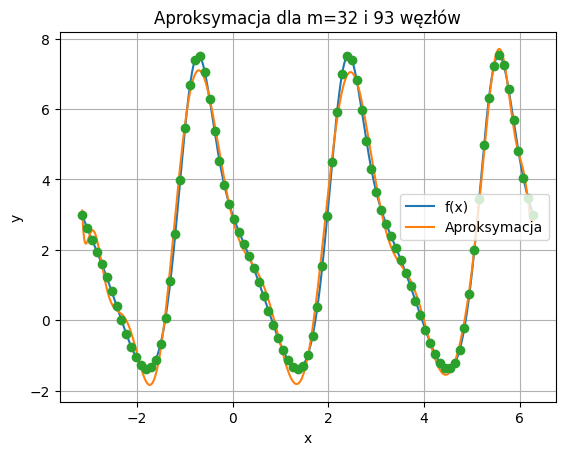 Aproksymacja dla m=32 i 93 węzłów
8
6
4
2
0
−2
y
f(x)
Aproksymacja
−2 0 2 4 6
x